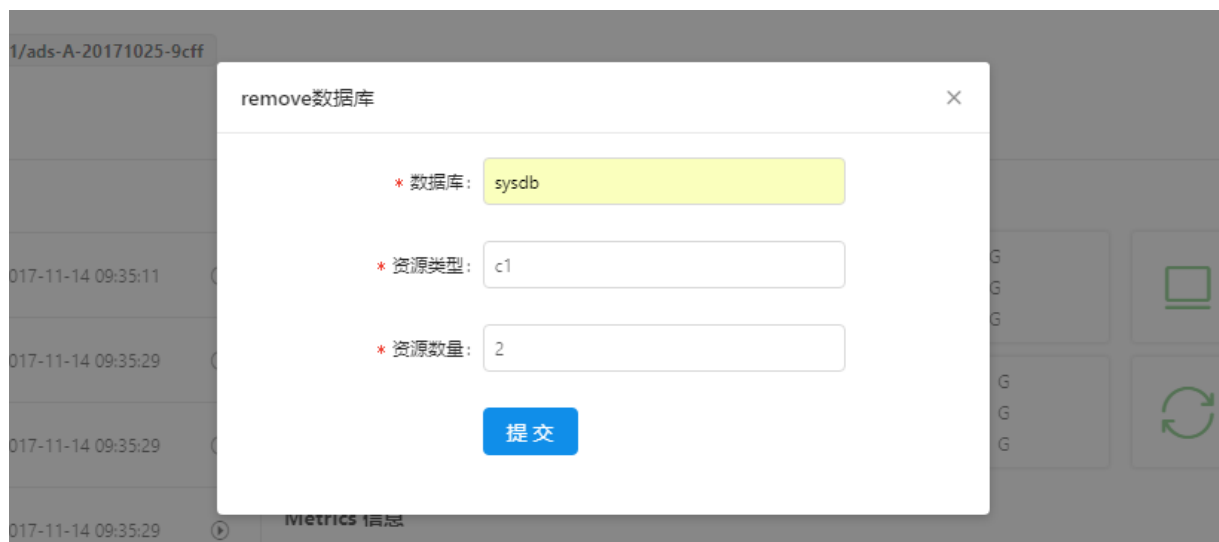 1/ads-A-20171025-9cff
remove数据库
* 数据库:
sysdb
* 资源类型:
c1
* 资源数量:
2
提 交
017-11-14 09:35:11
017-11-14 09:35:29
017-11-14 09:35:29
017-11-14 09:35:29
G
G
G
G
G
G
Metrics 信息